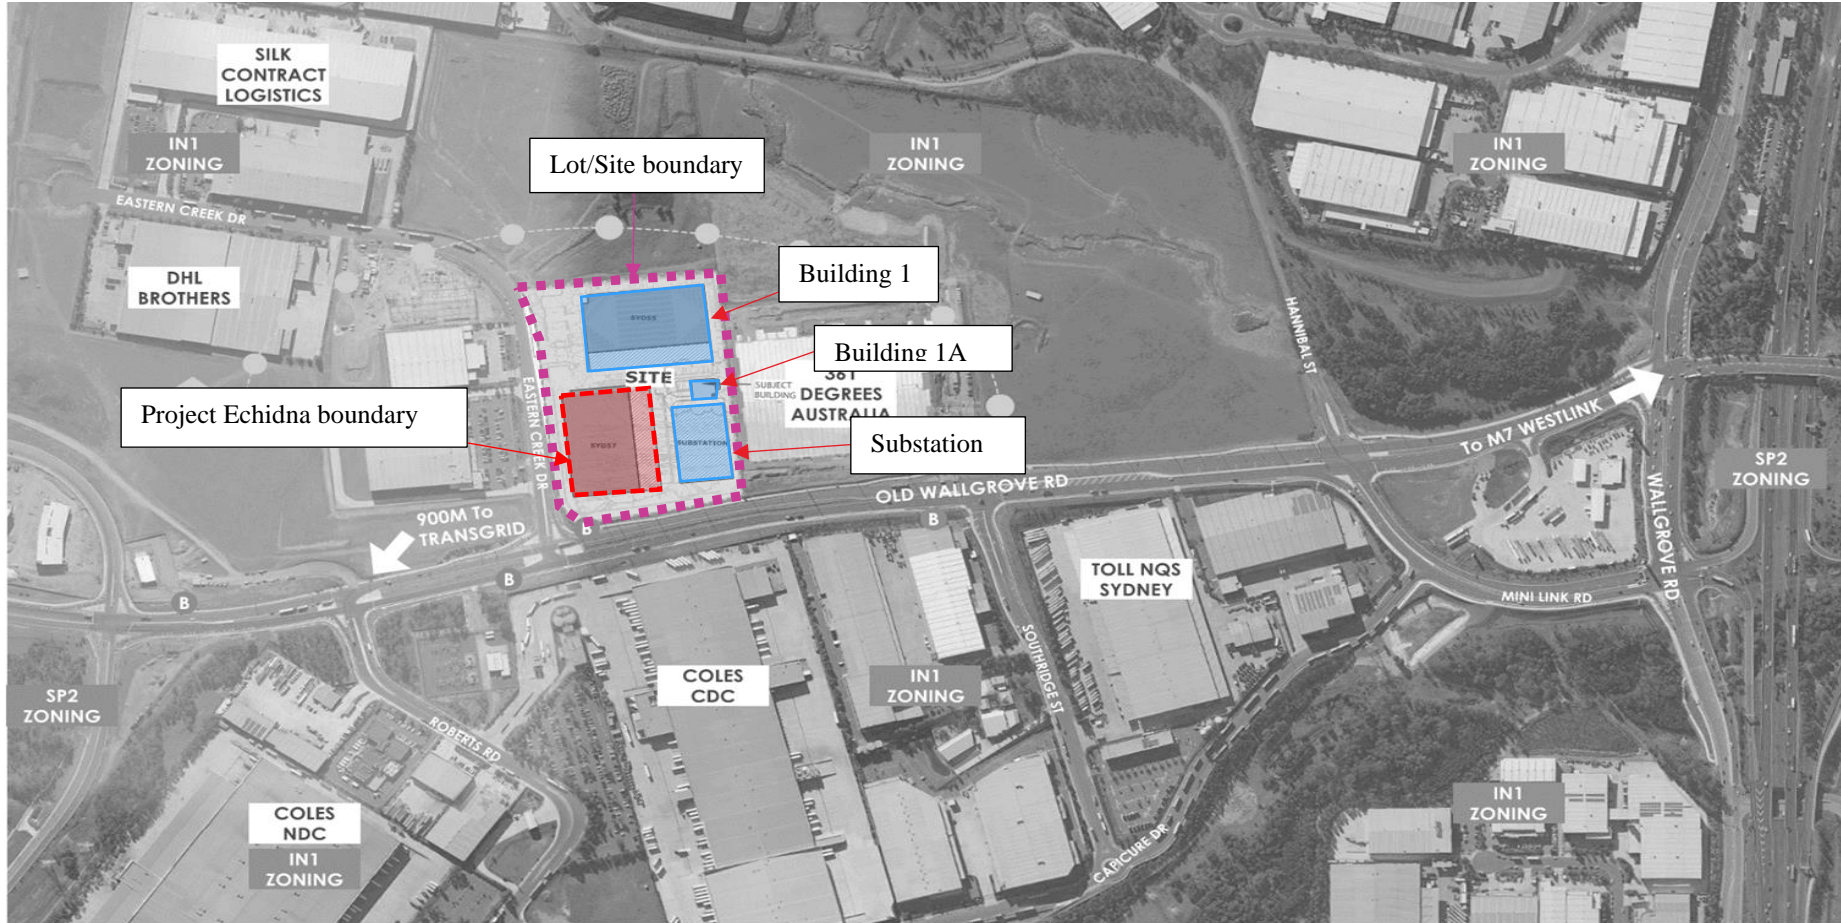 SILK
CONTRACT
LOGISTICS
IN1
ZONING
Lot/Site boundary
IN1
ZONING
IN1
ZONING
EASTERN CREEK DR
DHL
BROTHERS
Building 1
HANNIBAL ST
Building 1A
SITE
SUBJECT
BUILDING
361
DEGREES
AUSTRALIA
Project Echidna boundary
EASTERN CREEK DR
SUBSTATION
Substation
To M7 WESTLINK
SP2
ZONING
WALLGROVE RD
OLD WALLGROVE RD
900M To
TRANSGRID
B
B
B
B
TOLL NQS
SYDNEY
MINI LINK RD
SOUTHRIDGE ST
COLES
CDC
IN1
ZONING
SP2
ZONING
ROBERTS RD
COLES
NDC
IN1
ZONING
CAPICURE DR
IN1
ZONING